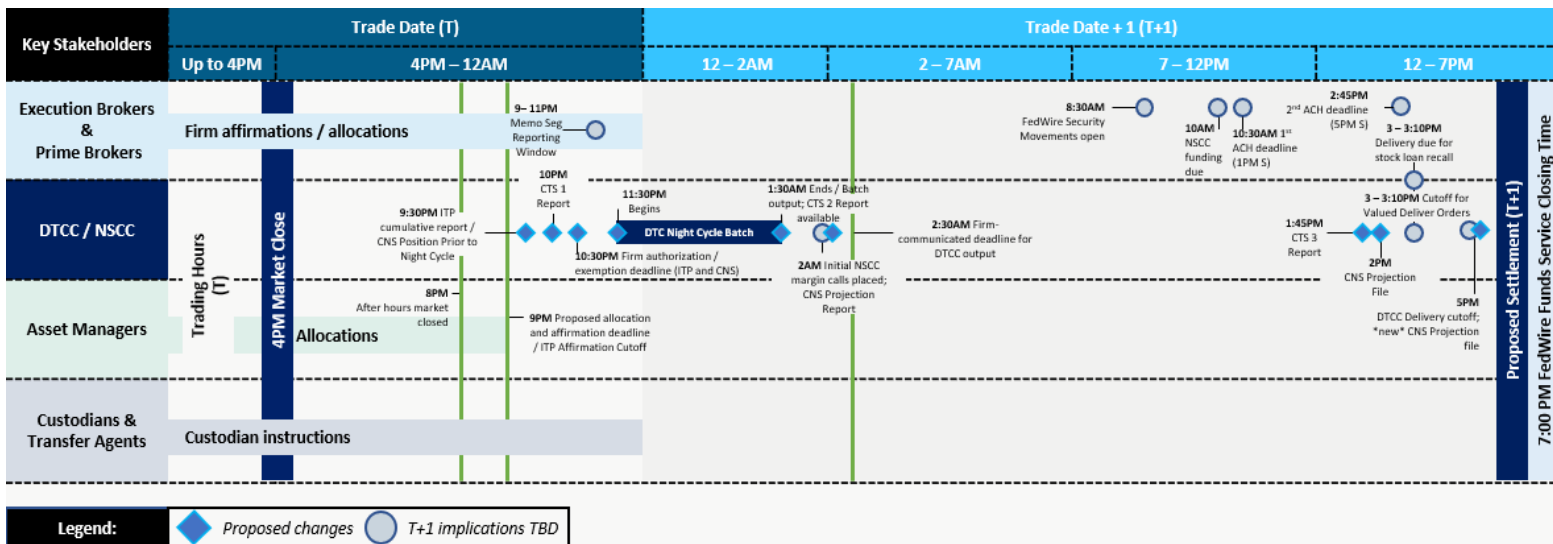 Key Stakeholders
Trade Date (T)
Trade Date + 1 (T+1)
Up to 4PM
4PM – 12AM
12 – 2AM
2 – 7AM
7 – 12PM
12 – 7PM
Execution Brokers
&
Prime Brokers
Firm affirmations / allocations
9– 11PM
Memo Seg
Reporting
Window
8:30AM
FedWire Security
Movements open
10AM
NSCC
funding
due
10:30AM 1st
ACH deadline
(1PM S)
2:45PM
2nd ACH deadline
(5PM S)
3 – 3:10PM
Delivery due for
stock loan recall
DTCC / NSCC
9:30PM ITP
cumulative report /
CNS Position Prior to
Night Cycle
10PM
CTS 1
Report
10:30PM Firm authorization /
exemption deadline (ITP and CNS)
11:30PM
Begins
DTC Night Cycle Batch
1:30AM Ends / Batch
output; CTS 2 Report
available
2AM Initial NSCC
margin calls placed;
CNS Projection
Report
2:30AM Firm-
communicated deadline for
DTCC output
1:45PM
CTS 3
Report
2PM
CNS Projection
File
3 – 3:10PM Cutoff for
Valued Deliver Orders
5PM
DTCC Delivery cutoff;
*new* CNS Projection
file
Asset Managers
Allocations
8PM
After hours market
closed
9PM Proposed allocation
and affirmation deadline
/ ITP Affirmation Cutoff
Custodians &
Transfer Agents
Custodian instructions
Trading Hours
(T)
4PM Market Close
Proposed Settlement (T+1)
7:00 PM FedWire Funds Service Closing Time
Legend:
Proposed changes
T+1 implications TBD